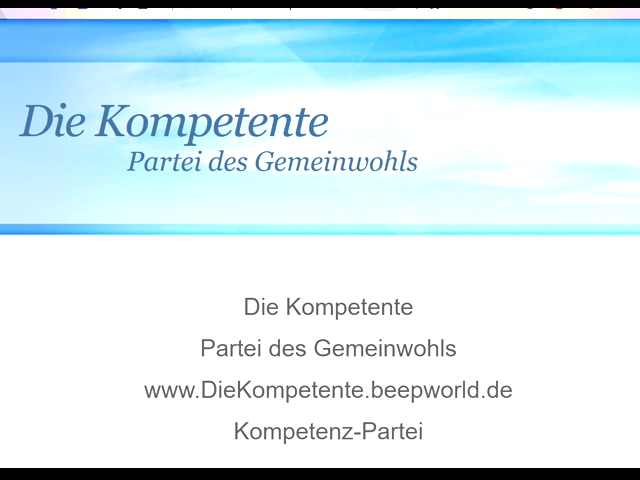 Die Kompetente
Partei des Gemeinwohls
Die Kompetente
Partei des Gemeinwohls
www.DieKompetente.beepworld.de
Kompetenz-Partei